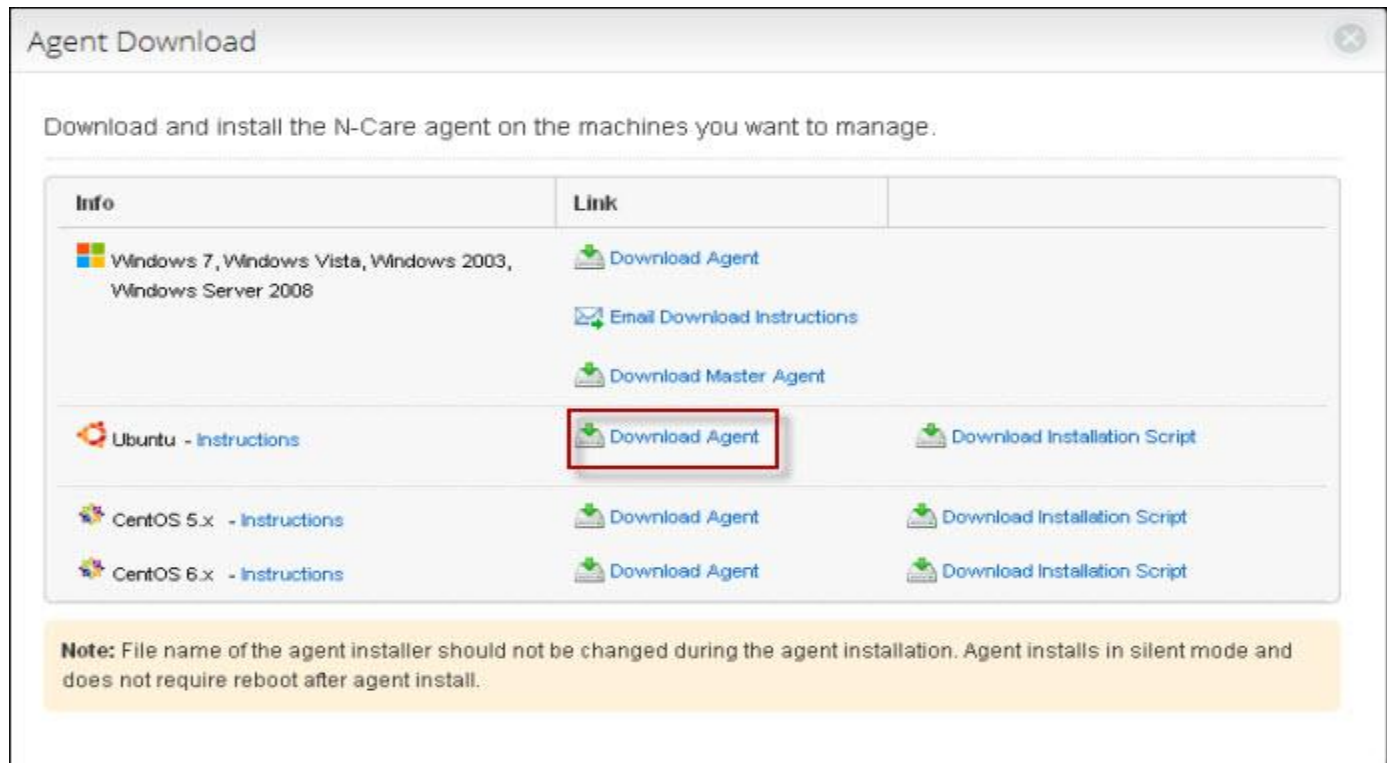 Agent Download
Download and install the N-Care agent on the machines you want to manage.
Info Link
Windows 7, Windows Vista, Windows 2003, Download Agent
Windows Server 2008
Email Download Instructions
Download Master Agent
Ubuntu - Instructions Download Agent Download Installation Script
CentOS 5.x - Instructions Download Agent Download Installation Script
CentOS 6.x - Instructions Download Agent Download Installation Script
Note: File name of the agent installer should not be changed during the agent installation. Agent installs in silent mode and
does not require reboot after agent install.